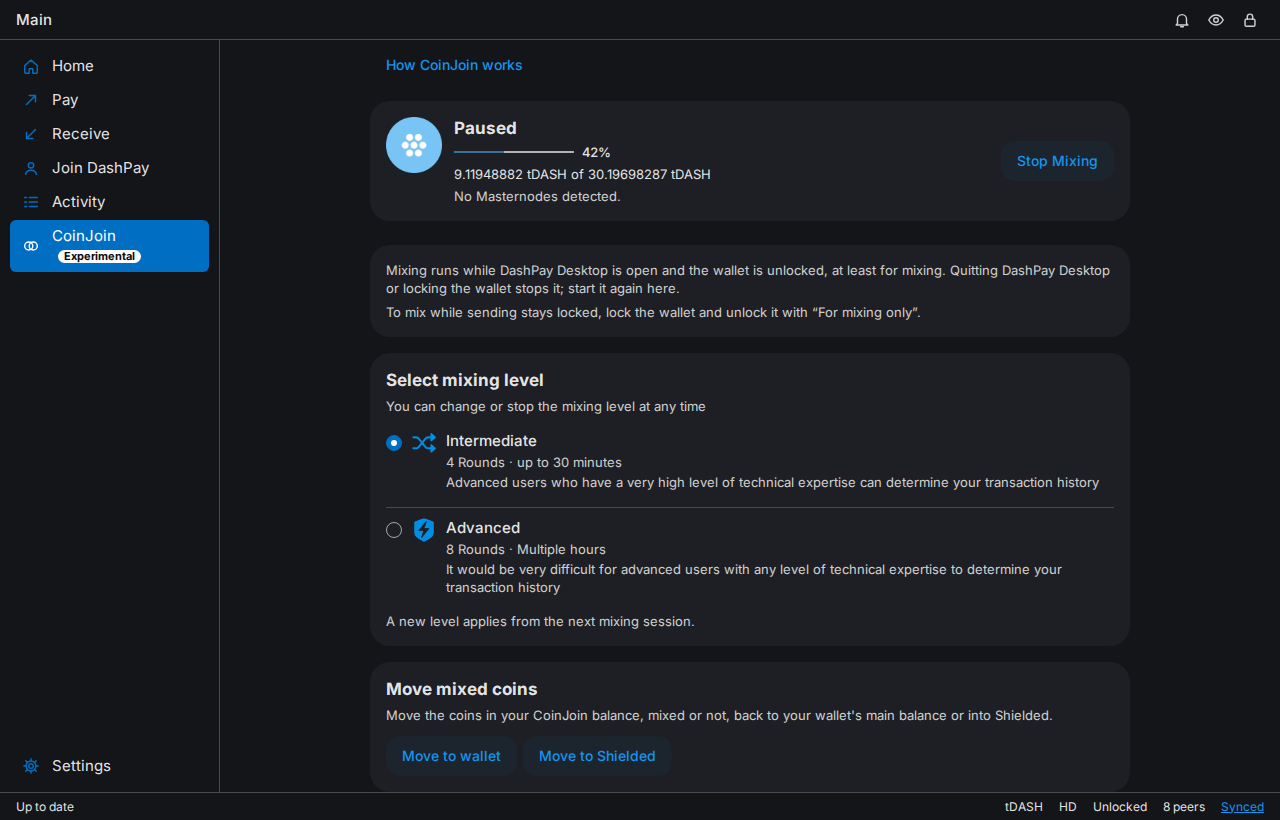 Main
Home
Pay
Receive
Join DashPay
Activity
CoinJoin
Experimental
Settings
How CoinJoin works
Paused
42%
9.11948882 tDASH of 30.19698287 tDASH
No Masternodes detected.
Stop Mixing
Mixing runs while DashPay Desktop is open and the wallet is unlocked, at least for mixing. Quitting DashPay Desktop
or locking the wallet stops it; start it again here.
To mix while sending stays locked, lock the wallet and unlock it with “For mixing only”.
Select mixing level
You can change or stop the mixing level at any time
Intermediate
4 Rounds · up to 30 minutes
Advanced users who have a very high level of technical expertise can determine your transaction history
Advanced
8 Rounds · Multiple hours
It would be very difficult for advanced users with any level of technical expertise to determine your
transaction history
A new level applies from the next mixing session.
Move mixed coins
Move the coins in your CoinJoin balance, mixed or not, back to your wallet's main balance or into Shielded.
Move to wallet
Move to Shielded
Up to date
tDASH
HD
Unlocked
8 peers
Synced